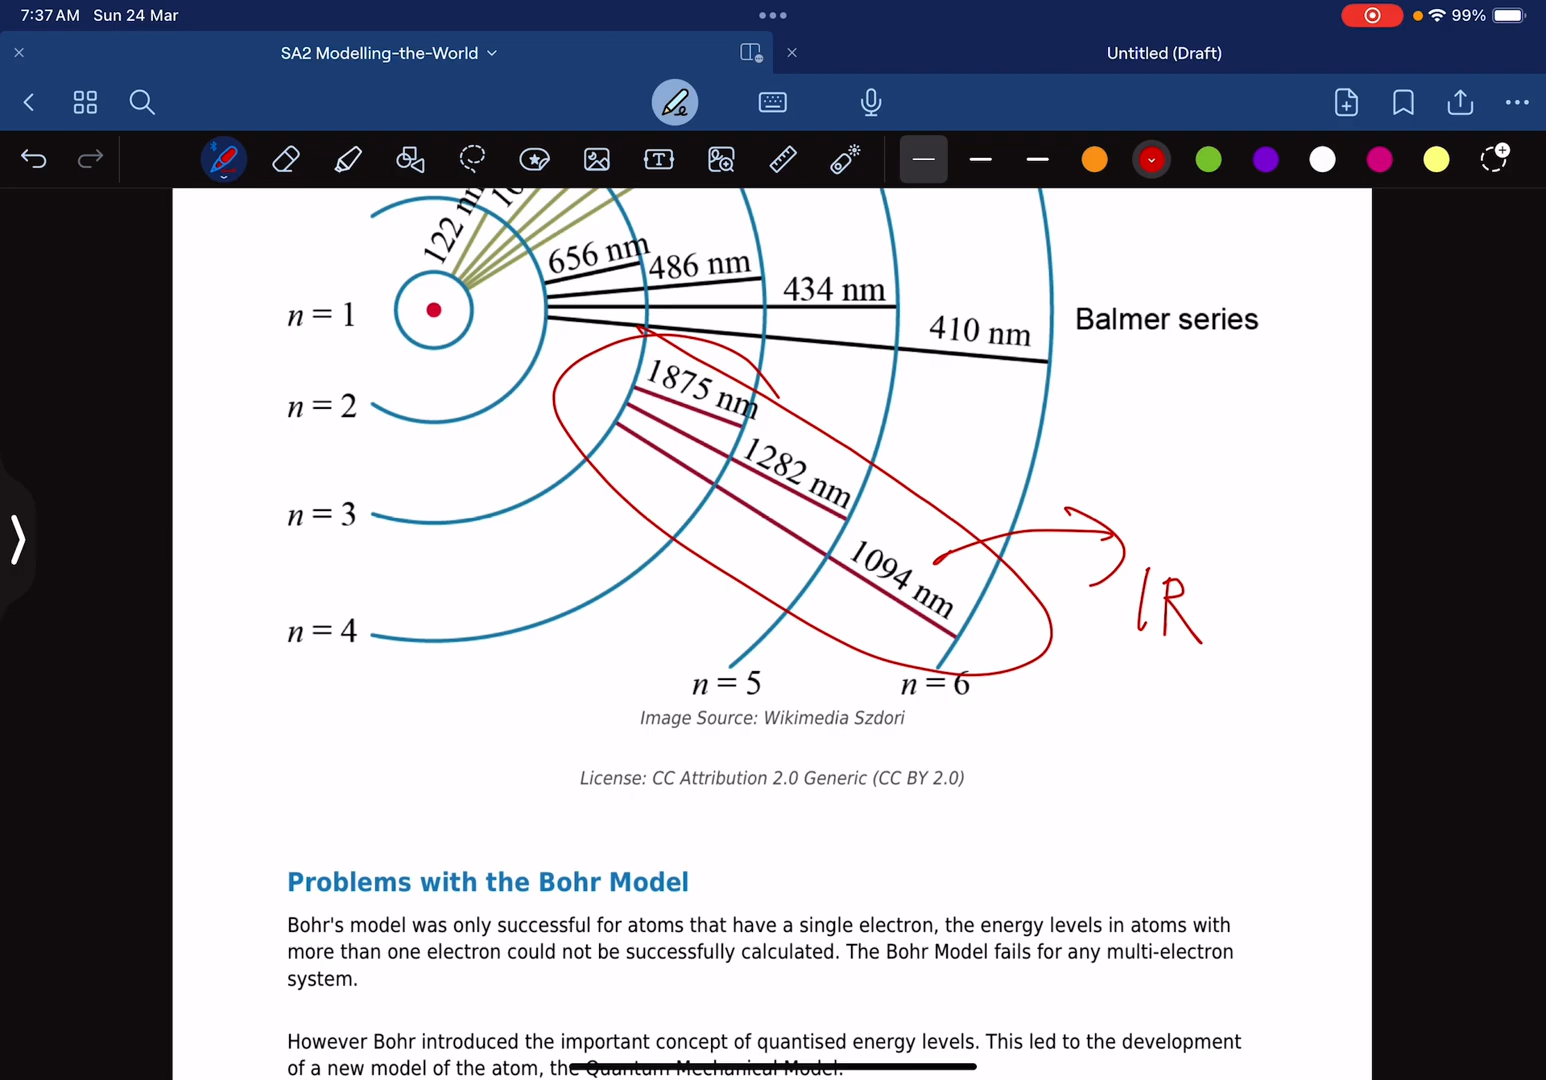 7:37 AM Sun 24 Mar
99%
SA2 Modelling-the-World
Untitled (Draft)
122 nm
656 nm
486 nm
434 nm
410 nm
Balmer series
n = 1
n = 2
n = 3
n = 4
1875 nm
1282 nm
1094 nm
IR
n = 5
n = 6
Image Source: Wikimedia Szdori
License: CC Attribution 2.0 Generic (CC BY 2.0)
Problems with the Bohr Model
Bohr's model was only successful for atoms that have a single electron, the energy levels in atoms with
more than one electron could not be successfully calculated. The Bohr Model fails for any multi-electron
system.
However Bohr introduced the important concept of quantised energy levels. This led to the development
of a new model of the atom, the Quantum Mechanical Model.